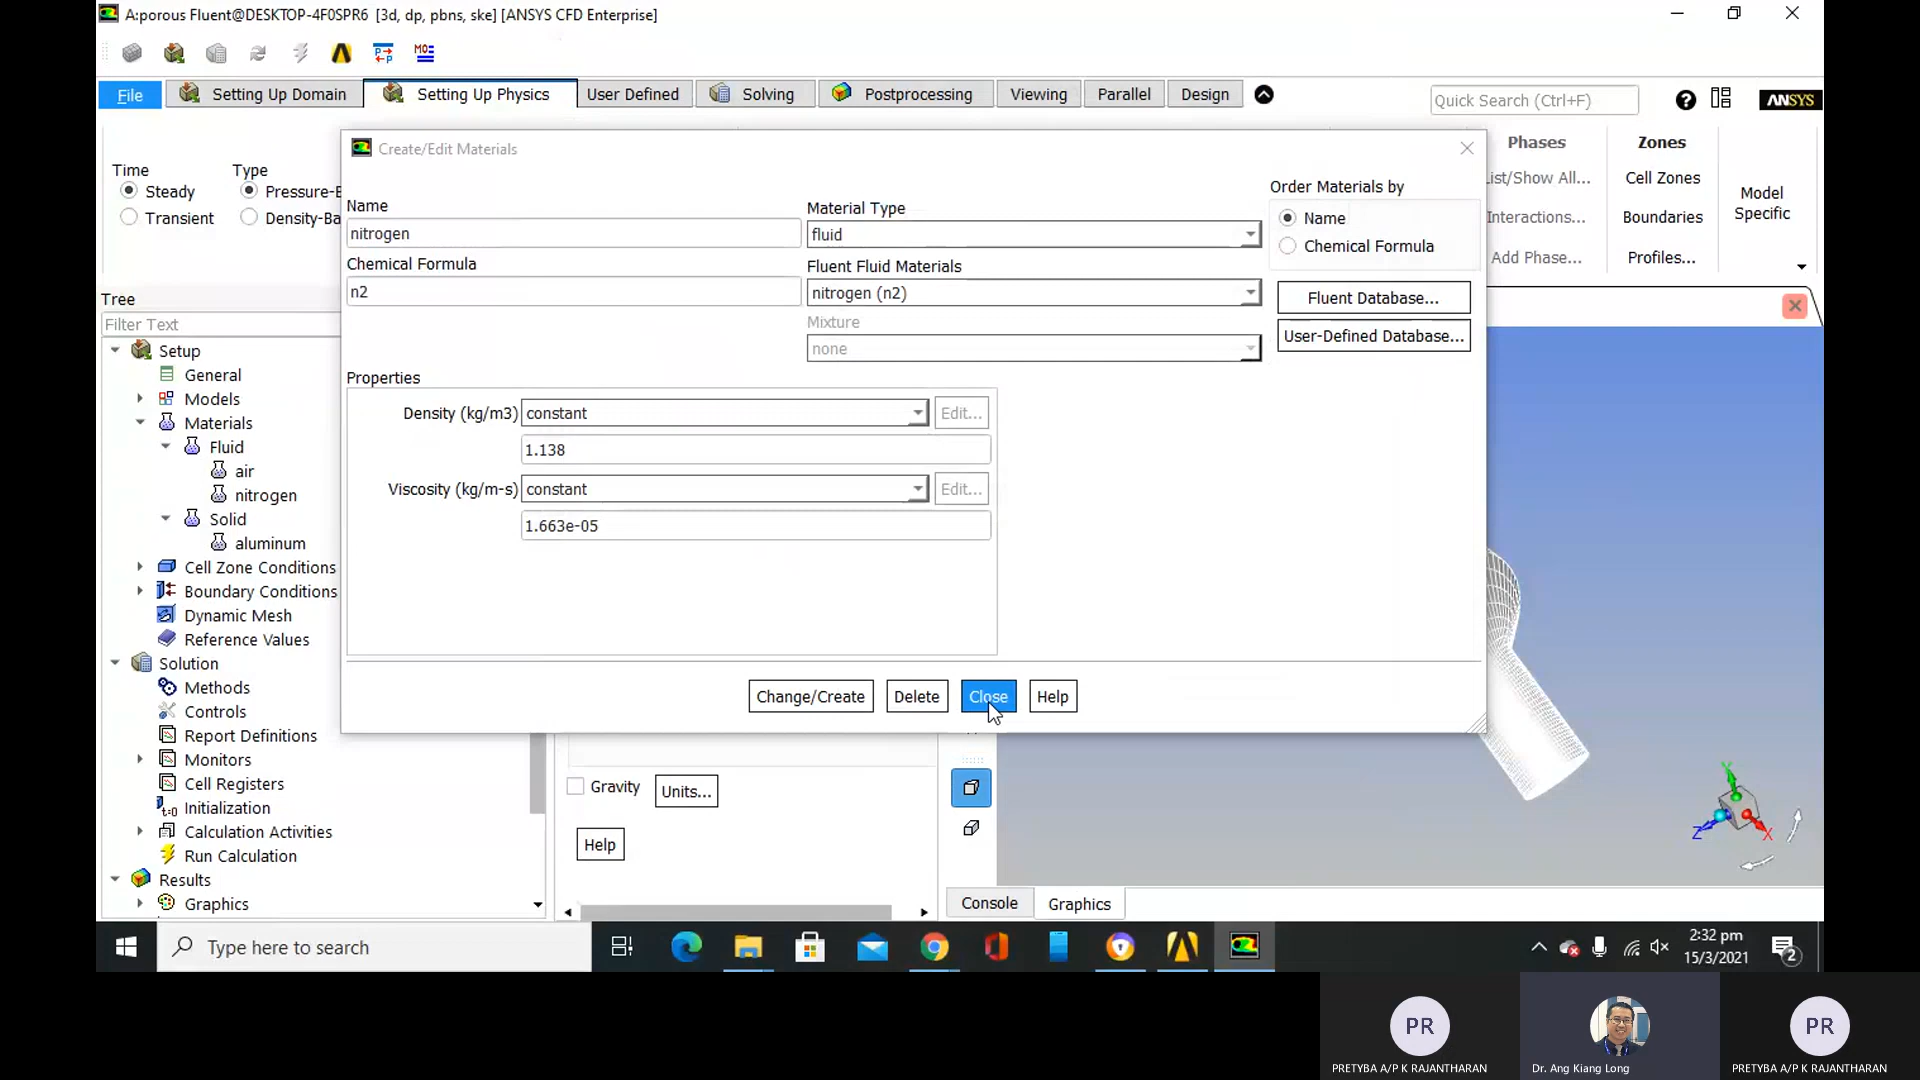 A:porous Fluent@DESKTOP-4F0SPR6 [3d, dp, pbns, ske] [ANSYS CFD Enterprise]
File
Setting Up Domain
Setting Up Physics
User Defined
Solving
Postprocessing
Viewing
Parallel
Design
Quick Search (Ctrl+F)
ANSYS
Time
Steady
Transient
Type
Pressure-B
Density-Ba
Create/Edit Materials
Name
nitrogen
Chemical Formula
n2
Material Type
fluid
Fluent Fluid Materials
nitrogen (n2)
Mixture
none
Order Materials by
Name
Chemical Formula
Fluent Database...
User-Defined Database...
Properties
Density (kg/m3)
constant
Edit...
1.138
Viscosity (kg/m-s)
constant
Edit...
1.663e-05
Change/Create
Delete
Close
Help
Phases
List/Show All...
Interactions...
Add Phase...
Zones
Cell Zones
Boundaries
Profiles...
Model
Specific
Tree
Filter Text
Setup
General
Models
Materials
Fluid
air
nitrogen
Solid
aluminum
Cell Zone Conditions
Boundary Conditions
Dynamic Mesh
Reference Values
Solution
Methods
Controls
Report Definitions
Monitors
Cell Registers
Initialization
Calculation Activities
Run Calculation
Results
Graphics
Gravity
Units...
Help
Y
Z
X
Console
Graphics
Type here to search
2:32 pm
15/3/2021
2
PR
PRETYBA A/P K RAJANTHARAN
Dr. Ang Kiang Long
PR
PRETYBA A/P K RAJANTHARAN